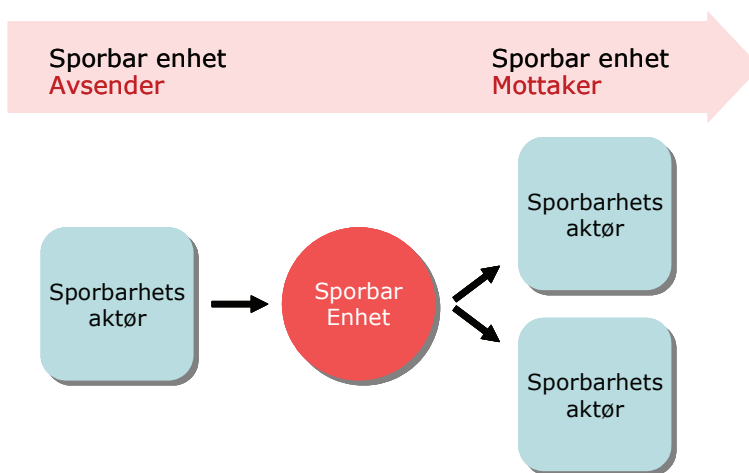 Sporbar enhet
Avsender
Sporbar enhet
Mottaker
Sporbarhets
aktør
Sporbar
Enhet
Sporbarhets
aktør
Sporbarhets
aktør